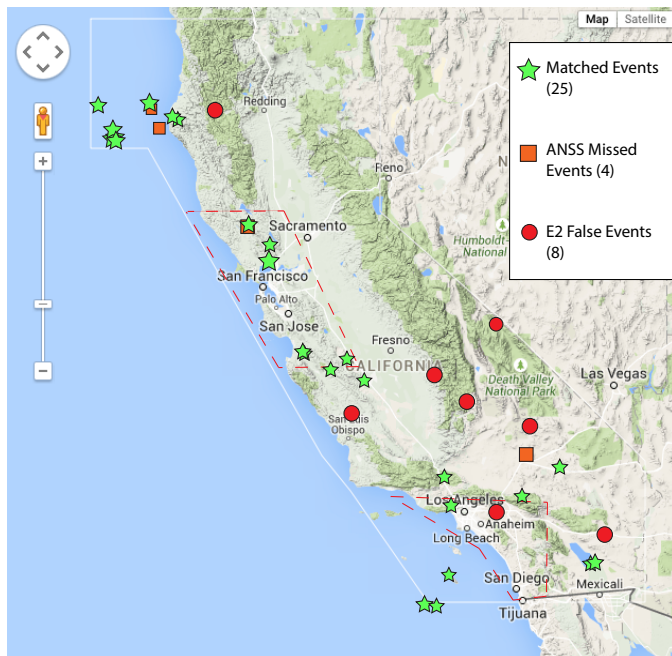 Map
Satellite
Matched Events
(25)
ANSS Missed
Events (4)
E2 False Events
(8)
Redding
Reno
N
Humboldt-
National
Sacramento
San Francisco
Palo Alto
San Jose
Fresno
CALIFORNIA
Death Valley
National Park
Las Vegas
San Luis
Obispo
Los Angeles
Anaheim
Long Beach
San Diego
Mexicali
Tijuana
+
−